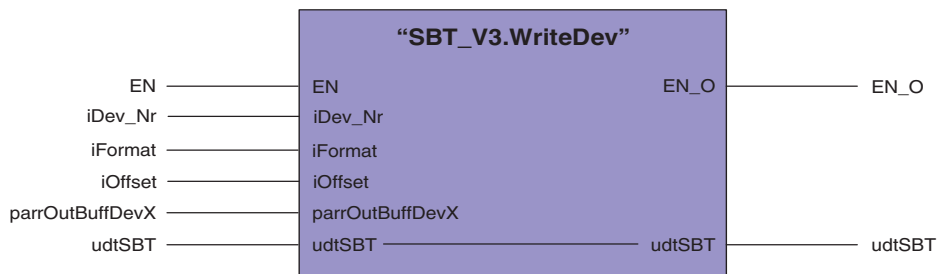 “SBT_V3.WriteDev”
EN EN EN_O EN_O
iDev_Nr iDev_Nr
iFormat iFormat
iOffset iOffset
parrOutBuffDevX parrOutBuffDevX
udtSBT udtSBT udtSBT udtSBT